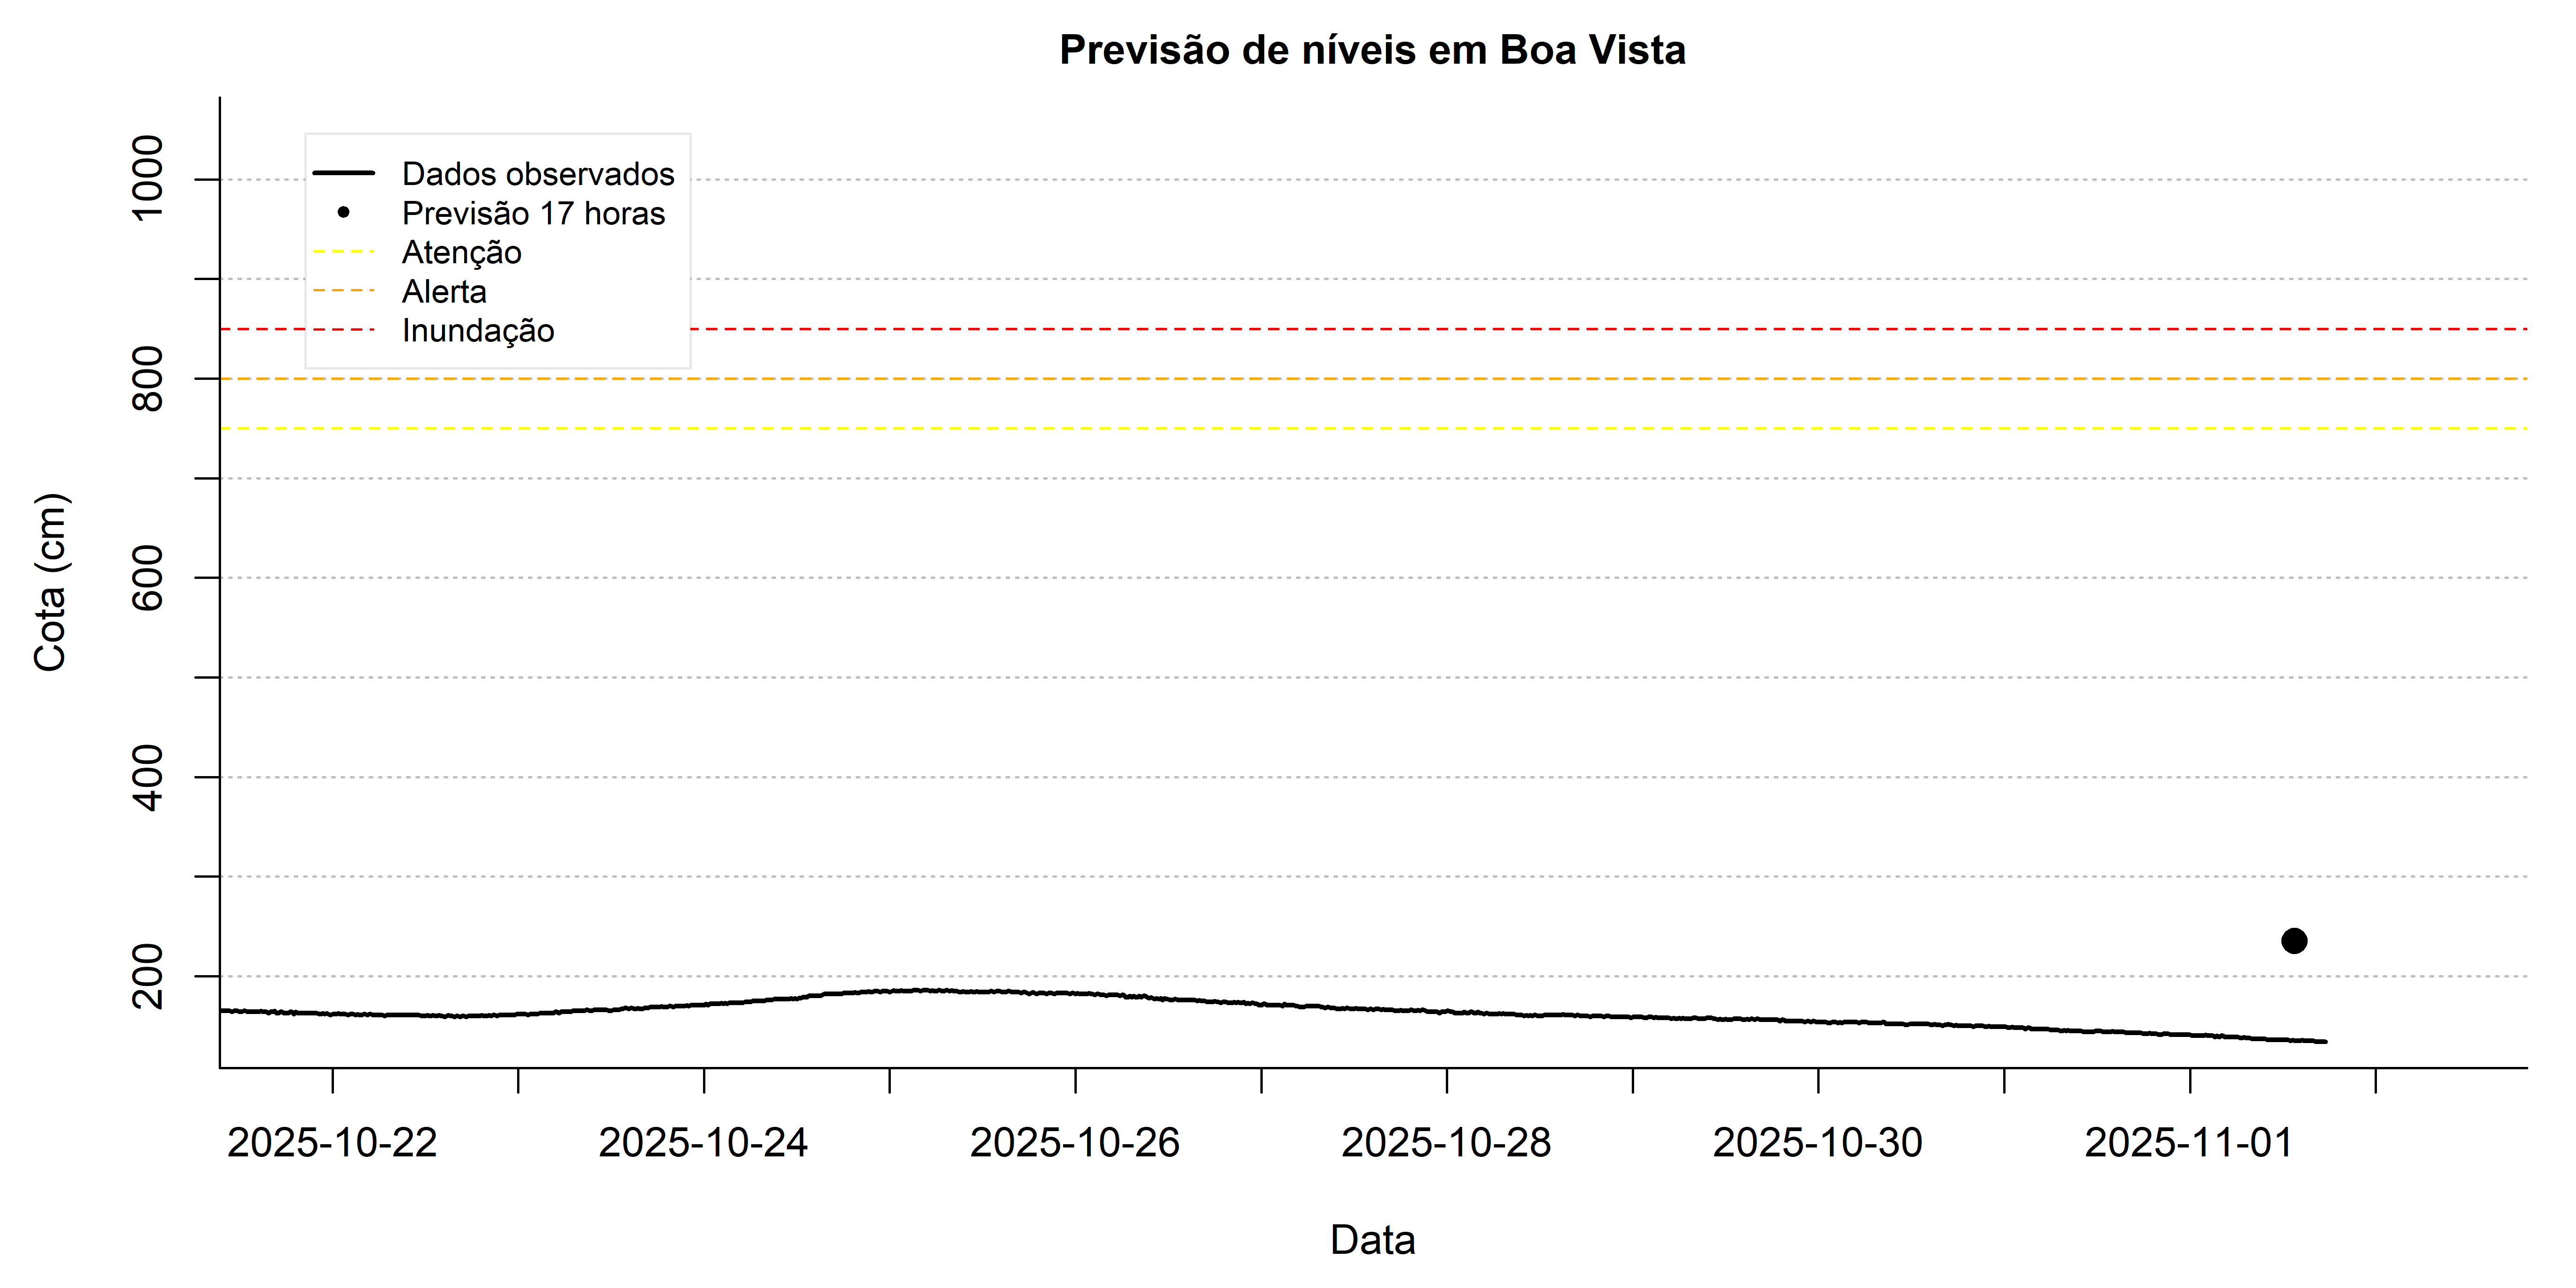 Previsão de níveis em Boa Vista
Dados observados
Previsão 17 horas
Atenção
Alerta
Inundação
Cota (cm)
1000
800
600
400
200
2025-10-22 2025-10-24 2025-10-26 2025-10-28 2025-10-30 2025-11-01
Data